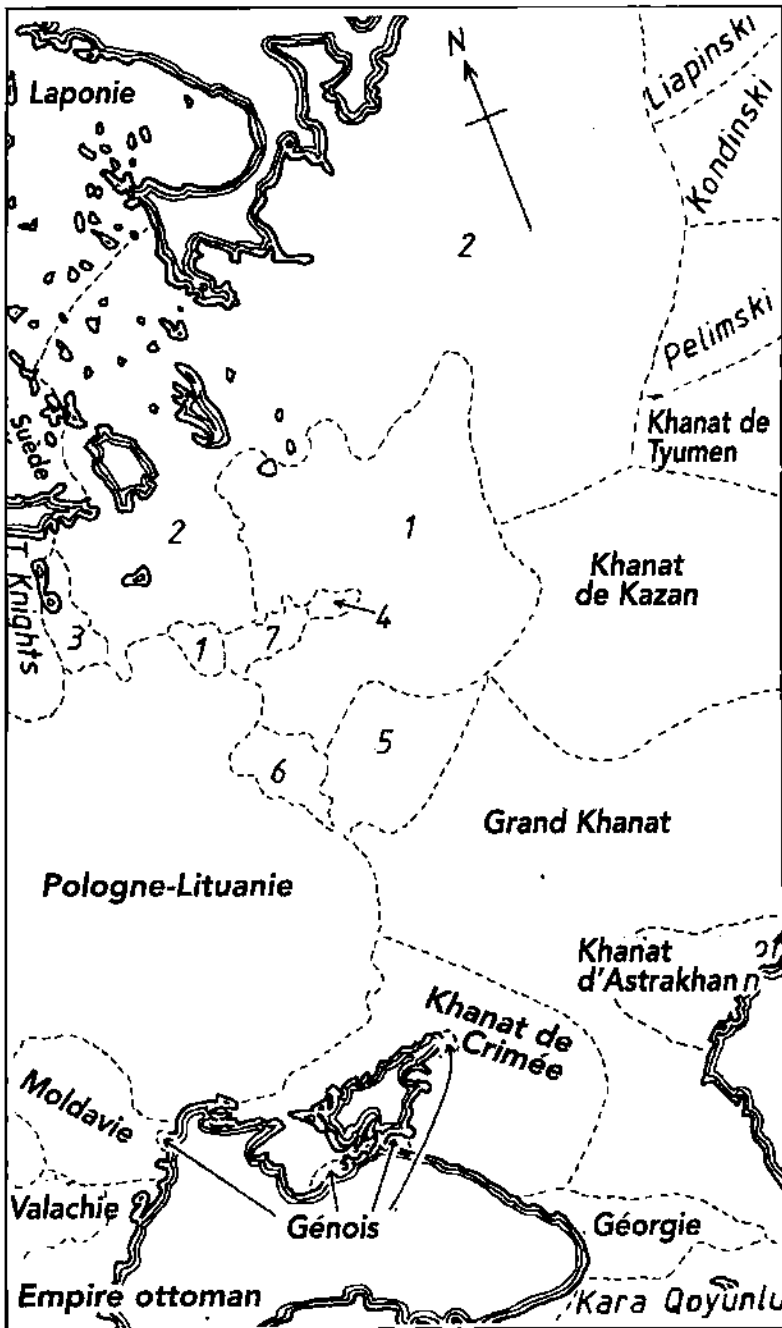 N
Laponie
Liapinski
Kondinski
2
Pelimski
Suède
Khanat de
Tyumen
1
2
Khanat
de Kazan
T Knights
4
3
1
7
5
6
Grand Khanat
Pologne-Lituanie
Khanat
d'Astrakhan
Khanat de
Crimée
Moldavie
Valachie
Génois
Géorgie
Empire ottoman
Kara Qoyunlu